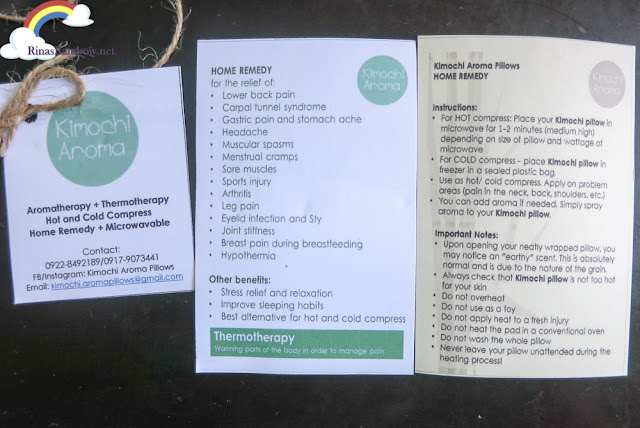 RinasRainbow.net
Kimochi
Aroma
Aromatherapy + Thermotherapy
Hot and Cold Compress
Home Remedy + Microwavable
Contact:
0922-8492189/0917-9073441
FB/Instagram: Kimochi Aroma Pillows
Email: kimochi.aromapillows@gmail.com
HOME REMEDY
for the relief of:
• Lower back pain
• Carpal tunnel syndrome
• Gastric pain and stomach ache
• Headache
• Muscular spasms
• Menstrual cramps
• Sore muscles
• Sports injury
• Arthritis
• Leg pain
• Eyelid infection and Sty
• Joint stiffness
• Breast pain during breastfeeding
• Hypothermia
Other benefits:
• Stress relief and relaxation
• Improve sleeping habits
• Best alternative for hot and cold compress
Thermotherapy
Warming parts of the body in order to manage pain
Kimochi
Aroma
Kimochi Aroma Pillows
HOME REMEDY
Kimochi
Aroma
Instructions:
• For HOT compress: Place your Kimochi pillow in
microwave for 1-2 minutes (medium high)
depending on size of pillow and wattage of
microwave
• For COLD compress - place Kimochi pillow in
freezer in a sealed plastic bag.
• Use as hot/ cold compress. Apply on problem
areas (pain in the neck, back, shoulders, etc.)
• You can add aroma if needed. Simply spray
aroma to your Kimochi pillow.
Important Notes:
• Upon opening your neatly wrapped pillow, you
may notice an "earthy" scent. This is absolutely
normal and is due to the nature of the grain.
• Always check that Kimochi pillow is not too hot
for your skin
• Do not overheat
• Do not use as a toy
• Do not apply heat to a fresh injury
• Do not heat the pad in a conventional oven
• Do not wash the whole pillow
• Never leave your pillow unattended during the
heating process!